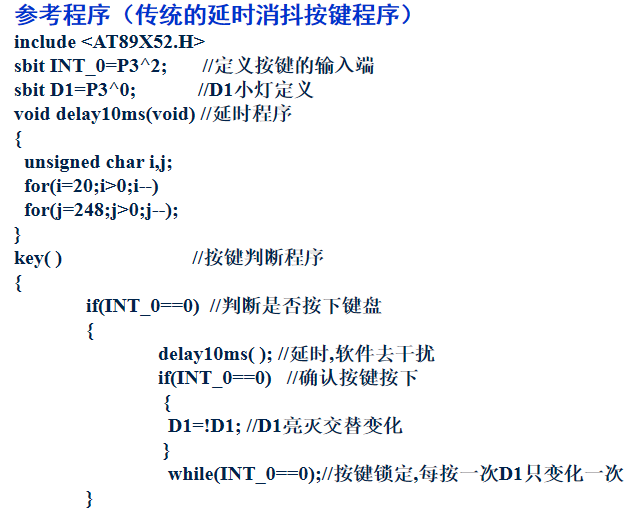 参考程序（传统的延时消抖按键程序）
include <AT89X52.H>
sbit INT_0=P3^2; //定义按键的输入端
sbit D1=P3^0; //D1小灯定义
void delay10ms(void) //延时程序
{
unsigned char i,j;
for(i=20;i>0;i--)
for(j=248;j>0;j--);
}
key( ) //按键判断程序
{
if(INT_0==0) //判断是否按下键盘
{
delay10ms( ); //延时,软件去干扰
if(INT_0==0) //确认按键按下
{
D1=!D1; //D1亮灭交替变化
}
while(INT_0==0);//按键锁定,每按一次D1只变化一次
}